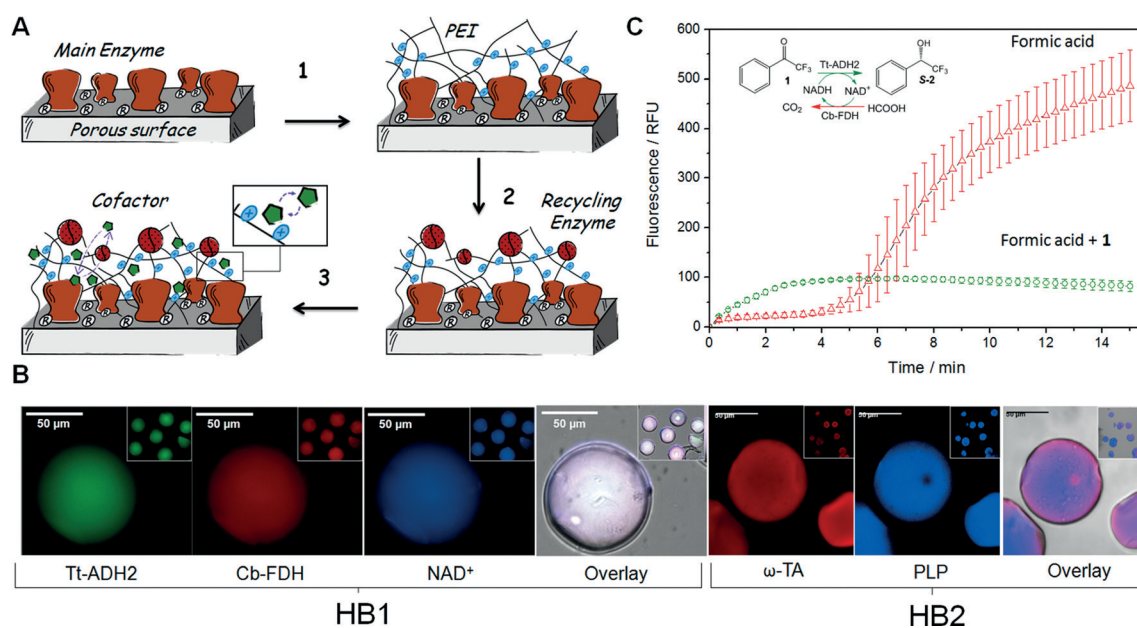 A
Main Enzyme
1
PEI
R R R R R R
Porous surface
R R R R R R
2
Cofactor
Recycling
Enzyme
3
R R R R R R
R R R R R R
C
Formic acid
O
OH
CF₃
Tt-ADH2
CF₃
1
NADH
NAD⁺
S-2
CO₂
HCOOH
Cb-FDH
Formic acid + 1
Fluorescence / RFU
600
500
400
300
200
100
0
0 2 4 6 8 10 12 14
Time / min
B
50 µm
50 µm
50 µm
50 µm
50 µm
50 µm
Tt-ADH2
Cb-FDH
NAD⁺
Overlay
ω-TA
PLP
Overlay
HB1
HB2